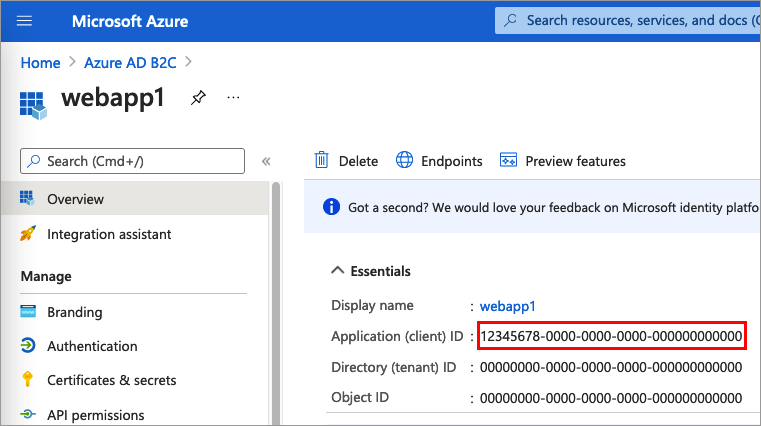 Microsoft Azure
Search resources, services, and docs (
Home > Azure AD B2C >
webapp1
...
Search (Cmd+/)
«
Delete
Endpoints
Preview features
Overview
Got a second? We would love your feedback on Microsoft identity platfo
Integration assistant
Essentials
Manage
Display name : webapp1
Branding
Application (client) ID : 12345678-0000-0000-0000-000000000000
Authentication
Directory (tenant) ID : 00000000-0000-0000-0000-000000000000
Certificates & secrets
Object ID : 00000000-0000-0000-0000-000000000000
API permissions